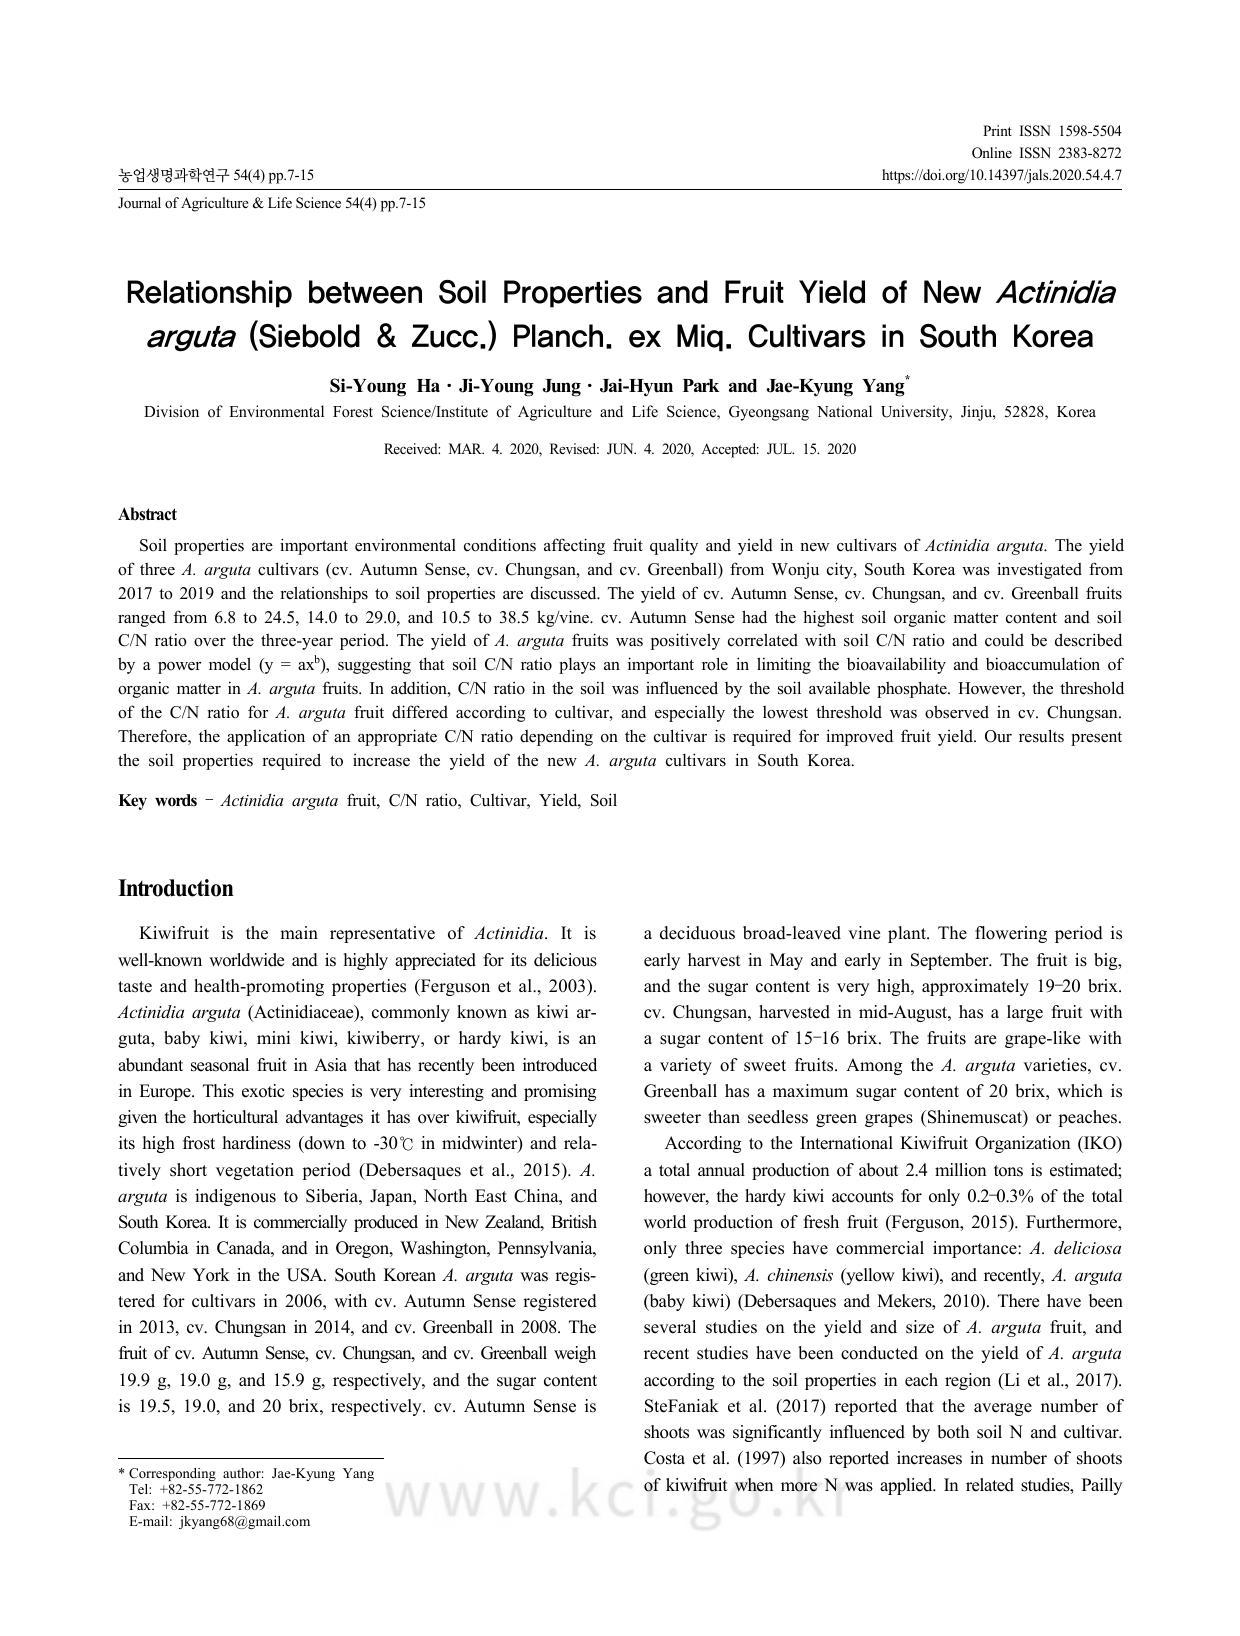 Print ISSN 1598-5504
Online ISSN 2383-8272
농업생명과학연구 54(4) pp.7-15
https://doi.org/10.14397/jals.2020.54.4.7
Journal of Agriculture & Life Science 54(4) pp.7-15
Relationship between Soil Properties and Fruit Yield of New Actinidia
arguta (Siebold & Zucc.) Planch. ex Miq. Cultivars in South Korea
Si-Young Ha · Ji-Young Jung · Jai-Hyun Park and Jae-Kyung Yang*
Division of Environmental Forest Science/Institute of Agriculture and Life Science, Gyeongsang National University, Jinju, 52828, Korea
Received: MAR. 4. 2020, Revised: JUN. 4. 2020, Accepted: JUL. 15. 2020
Abstract
Soil properties are important environmental conditions affecting fruit quality and yield in new cultivars of Actinidia arguta. The yield
of three A. arguta cultivars (cv. Autumn Sense, cv. Chungsan, and cv. Greenball) from Wonju city, South Korea was investigated from
2017 to 2019 and the relationships to soil properties are discussed. The yield of cv. Autumn Sense, cv. Chungsan, and cv. Greenball fruits
ranged from 6.8 to 24.5, 14.0 to 29.0, and 10.5 to 38.5 kg/vine. cv. Autumn Sense had the highest soil organic matter content and soil
C/N ratio over the three-year period. The yield of A. arguta fruits was positively correlated with soil C/N ratio and could be described
by a power model (y = axᵇ), suggesting that soil C/N ratio plays an important role in limiting the bioavailability and bioaccumulation of
organic matter in A. arguta fruits. In addition, C/N ratio in the soil was influenced by the soil available phosphate. However, the threshold
of the C/N ratio for A. arguta fruit differed according to cultivar, and especially the lowest threshold was observed in cv. Chungsan.
Therefore, the application of an appropriate C/N ratio depending on the cultivar is required for improved fruit yield. Our results present
the soil properties required to increase the yield of the new A. arguta cultivars in South Korea.
Key words − Actinidia arguta fruit, C/N ratio, Cultivar, Yield, Soil
Introduction
Kiwifruit is the main representative of Actinidia. It is
well-known worldwide and is highly appreciated for its delicious
taste and health-promoting properties (Ferguson et al., 2003).
Actinidia arguta (Actinidiaceae), commonly known as kiwi ar-
guta, baby kiwi, mini kiwi, kiwiberry, or hardy kiwi, is an
abundant seasonal fruit in Asia that has recently been introduced
in Europe. This exotic species is very interesting and promising
given the horticultural advantages it has over kiwifruit, especially
its high frost hardiness (down to -30℃ in midwinter) and rela-
tively short vegetation period (Debersaques et al., 2015). A.
arguta is indigenous to Siberia, Japan, North East China, and
South Korea. It is commercially produced in New Zealand, British
Columbia in Canada, and in Oregon, Washington, Pennsylvania,
and New York in the USA. South Korean A. arguta was regis-
tered for cultivars in 2006, with cv. Autumn Sense registered
in 2013, cv. Chungsan in 2014, and cv. Greenball in 2008. The
fruit of cv. Autumn Sense, cv. Chungsan, and cv. Greenball weigh
19.9 g, 19.0 g, and 15.9 g, respectively, and the sugar content
is 19.5, 19.0, and 20 brix, respectively. cv. Autumn Sense is
a deciduous broad-leaved vine plant. The flowering period is
early harvest in May and early in September. The fruit is big,
and the sugar content is very high, approximately 19−20 brix.
cv. Chungsan, harvested in mid-August, has a large fruit with
a sugar content of 15−16 brix. The fruits are grape-like with
a variety of sweet fruits. Among the A. arguta varieties, cv.
Greenball has a maximum sugar content of 20 brix, which is
sweeter than seedless green grapes (Shinemuscat) or peaches.
According to the International Kiwifruit Organization (IKO)
a total annual production of about 2.4 million tons is estimated;
however, the hardy kiwi accounts for only 0.2−0.3% of the total
world production of fresh fruit (Ferguson, 2015). Furthermore,
only three species have commercial importance: A. deliciosa
(green kiwi), A. chinensis (yellow kiwi), and recently, A. arguta
(baby kiwi) (Debersaques and Mekers, 2010). There have been
several studies on the yield and size of A. arguta fruit, and
recent studies have been conducted on the yield of A. arguta
according to the soil properties in each region (Li et al., 2017).
SteFaniak et al. (2017) reported that the average number of
shoots was significantly influenced by both soil N and cultivar.
Costa et al. (1997) also reported increases in number of shoots
of kiwifruit when more N was applied. In related studies, Pailly
* Corresponding author: Jae-Kyung Yang
Tel: +82-55-772-1862
Fax: +82-55-772-1869
E-mail: jkyang68@gmail.com
www.kci.go.kr